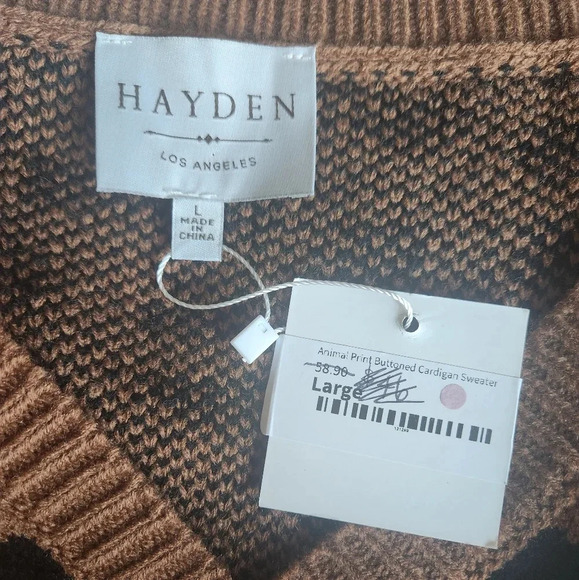 HAYDEN
LOS ANGELES
L
MADE
IN
CHINA
Animal Print Buttoned Cardigan Sweater
58.90
Large